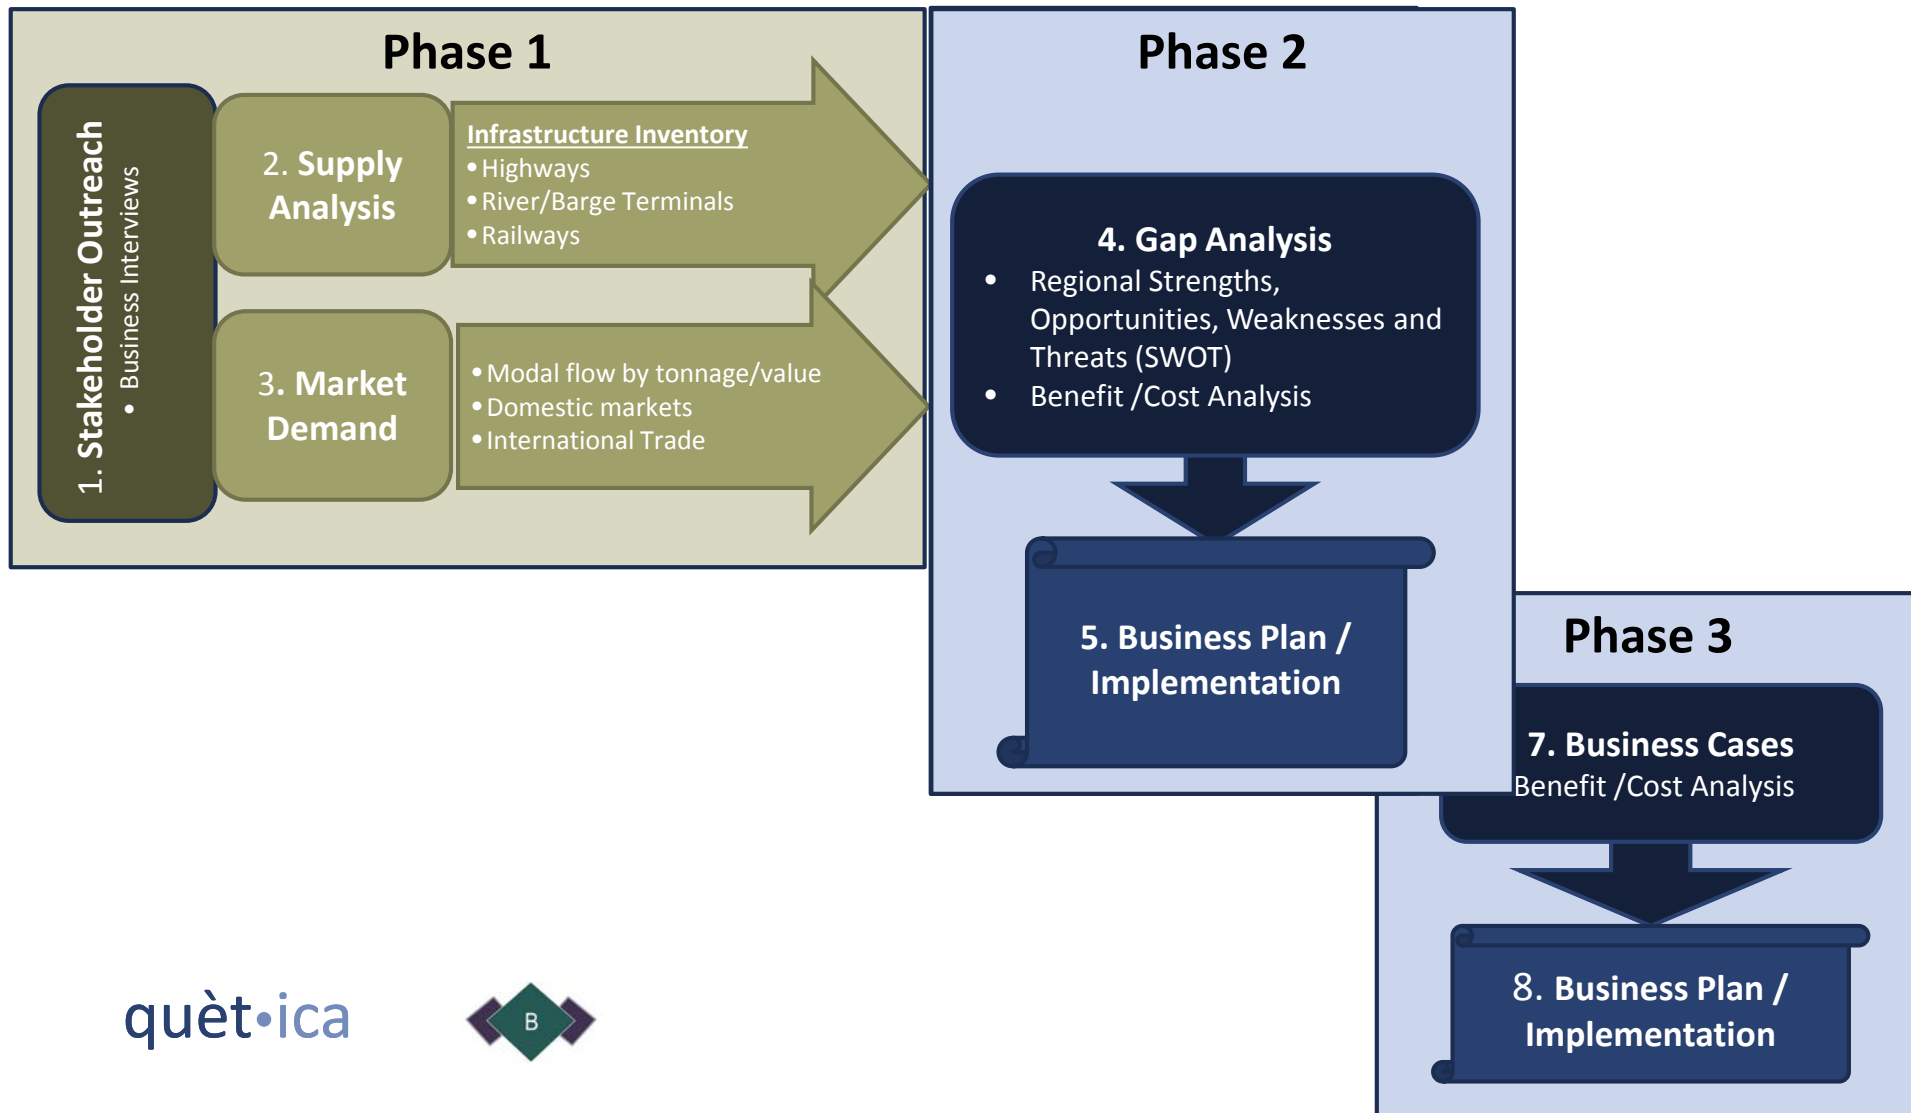 Phase 1
1. Stakeholder Outreach
• Business Interviews
2. Supply
Analysis
Infrastructure Inventory
• Highways
• River/Barge Terminals
• Railways
3. Market
Demand
• Modal flow by tonnage/value
• Domestic markets
• International Trade
Phase 2
4. Gap Analysis
• Regional Strengths,
Opportunities, Weaknesses and
Threats (SWOT)
• Benefit /Cost Analysis
5. Business Plan /
Implementation
Phase 3
7. Business Cases
Benefit /Cost Analysis
8. Business Plan /
Implementation
quèt•ica
B